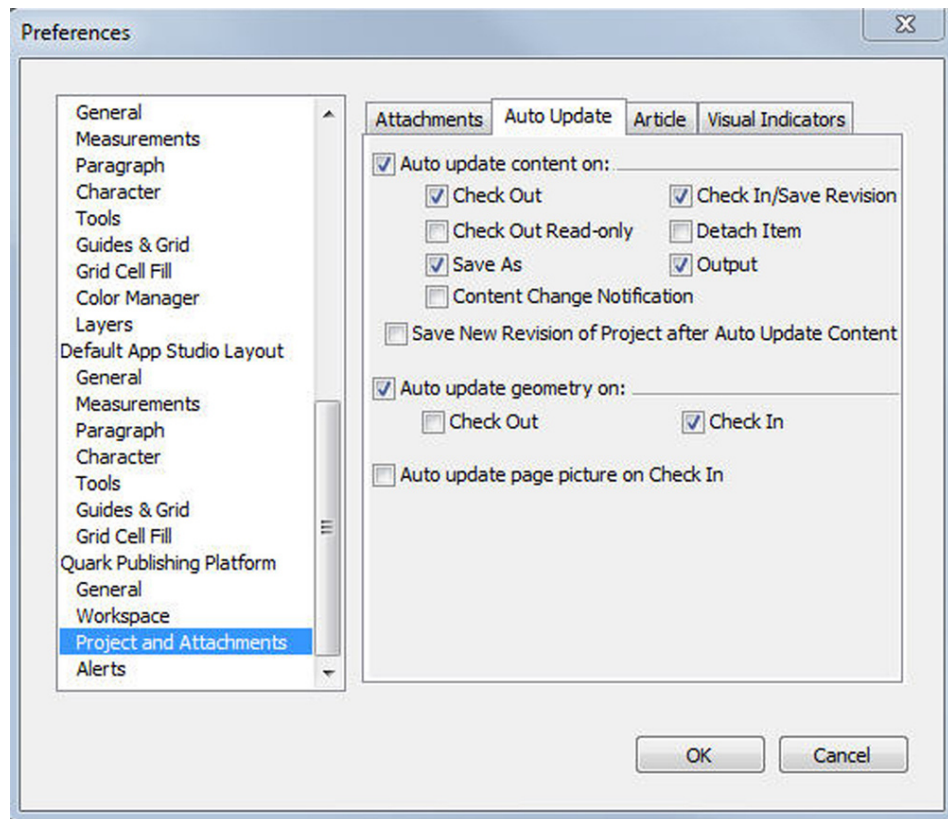 Preferences
General
Measurements
Paragraph
Character
Tools
Guides & Grid
Grid Cell Fill
Color Manager
Layers
Default App Studio Layout
General
Measurements
Paragraph
Character
Tools
Guides & Grid
Grid Cell Fill
Quark Publishing Platform
General
Workspace
Project and Attachments
Alerts
Attachments Auto Update Article Visual Indicators
Auto update content on:
Check Out Check In/Save Revision
Check Out Read-only Detach Item
Save As Output
Content Change Notification
Save New Revision of Project after Auto Update Content
Auto update geometry on:
Check Out Check In
Auto update page picture on Check In
OK Cancel